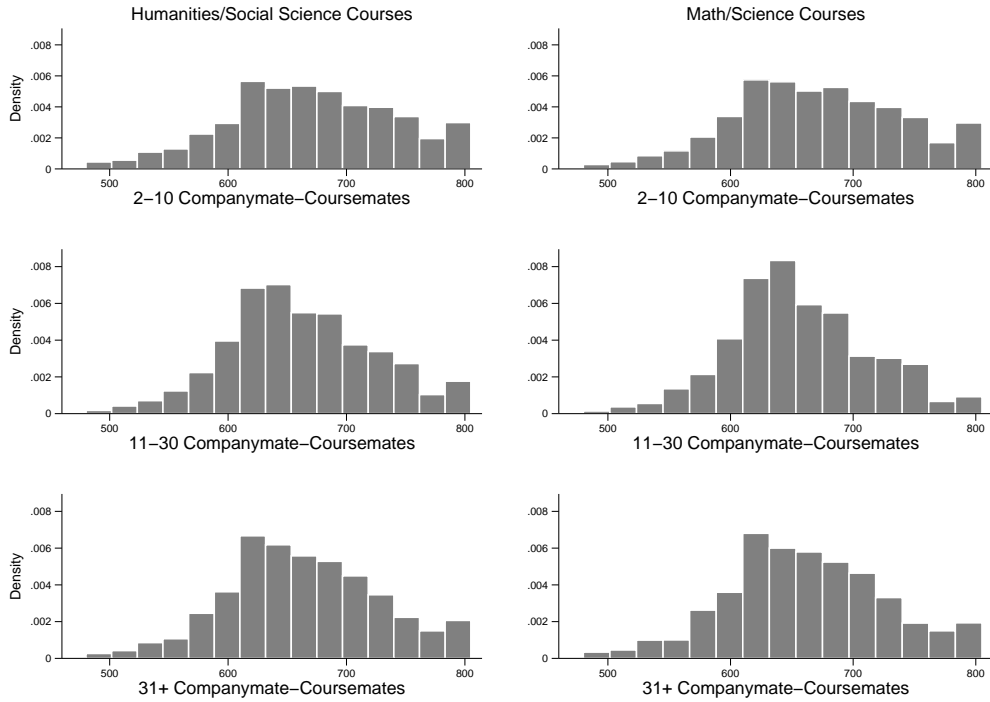 Humanities/Social Science Courses
Math/Science Courses
Density
.008
.006
.004
.002
0
500 600 700 800
2−10 Companymate−Coursemates
.008
.006
.004
.002
0
500 600 700 800
2−10 Companymate−Coursemates
Density
.008
.006
.004
.002
0
500 600 700 800
11−30 Companymate−Coursemates
.008
.006
.004
.002
0
500 600 700 800
11−30 Companymate−Coursemates
Density
.008
.006
.004
.002
0
500 600 700 800
31+ Companymate−Coursemates
.008
.006
.004
.002
0
500 600 700 800
31+ Companymate−Coursemates